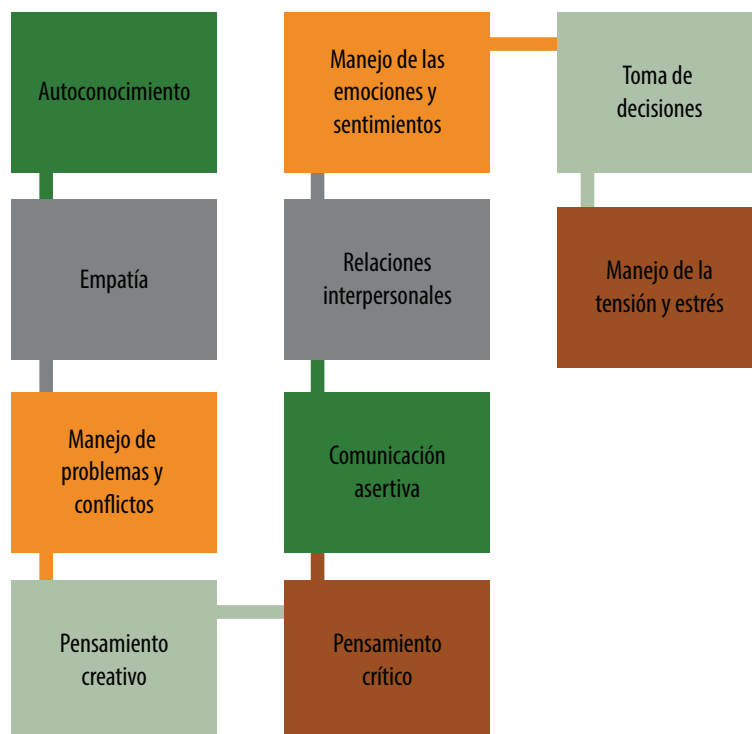 Autoconocimiento
Empatía
Manejo de
problemas y
conflictos
Pensamiento
creativo
Pensamiento
crítico
Comunicación
asertiva
Relaciones
interpersonales
Manejo de las
emociones y
sentimientos
Toma de
decisiones
Manejo de la
tensión y estrés